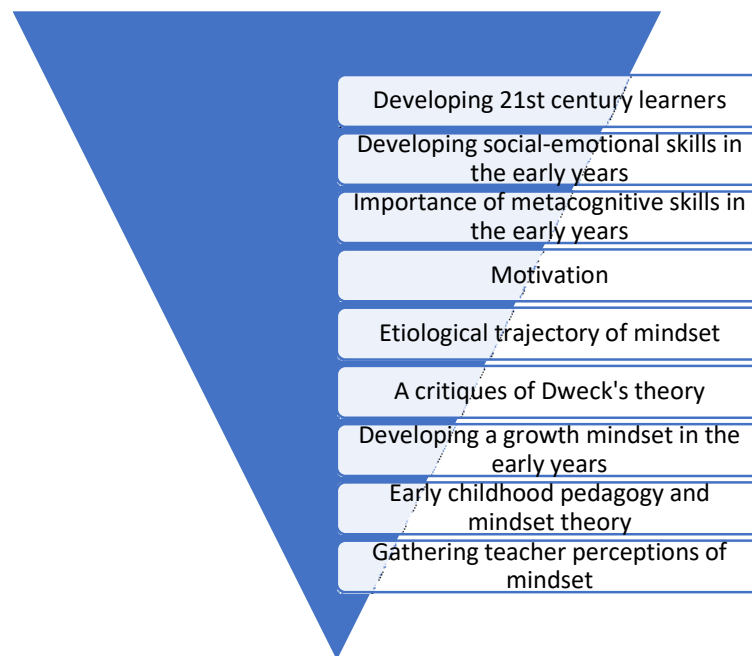 Developing 21st century learners
Developing social-emotional skills in
the early years
Importance of metacognitive skills in
the early years
Motivation
Etiological trajectory of mindset
A critiques of Dweck's theory
Developing a growth mindset in the
early years
Early childhood pedagogy and
mindset theory
Gathering teacher perceptions of
mindset